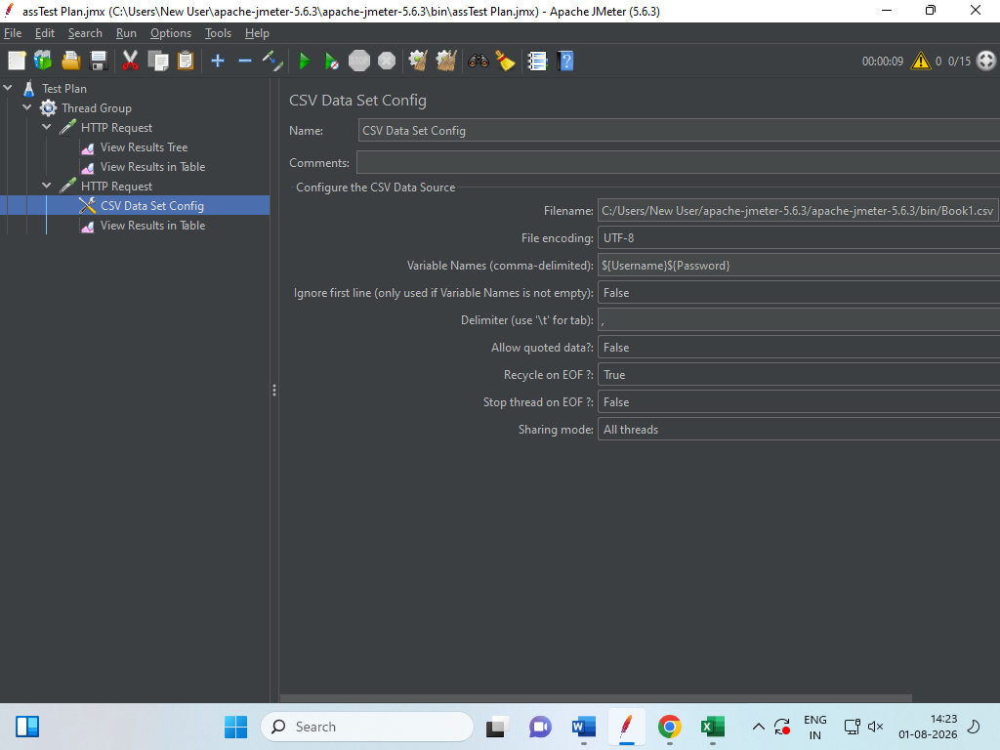 assTest Plan.jmx (C:\Users\New User\apache-jmeter-5.6.3\apache-jmeter-5.6.3\bin\assTest Plan.jmx) - Apache JMeter (5.6.3)
File Edit Search Run Options Tools Help
STOP 00:00:09 0 0/15
Test Plan
Thread Group
HTTP Request
View Results Tree
View Results in Table
HTTP Request
CSV Data Set Config
View Results in Table
CSV Data Set Config
Name: CSV Data Set Config
Comments:
Configure the CSV Data Source
Filename: C:/Users/New User/apache-jmeter-5.6.3/apache-jmeter-5.6.3/bin/Book1.csv
File encoding: UTF-8
Variable Names (comma-delimited): ${Username}${Password}
Ignore first line (only used if Variable Names is not empty): False
Delimiter (use '\t' for tab): ,
Allow quoted data?: False
Recycle on EOF ?: True
Stop thread on EOF ?: False
Sharing mode: All threads
Search
ENG
IN
14:23
01-08-2026